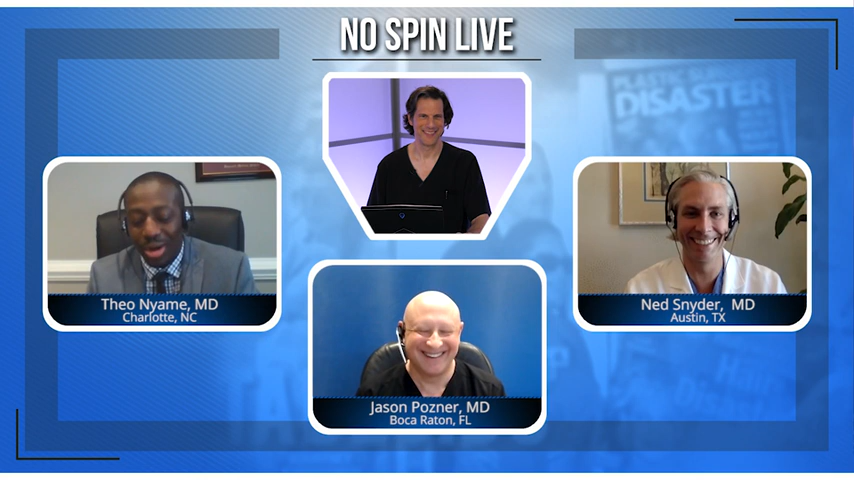 NO SPIN LIVE
PLASTIC
DISASTER
Theo Nyame, MD
Charlotte, NC
Ned Snyder, MD
Austin, TX
Jason Pozner, MD
Boca Raton, FL